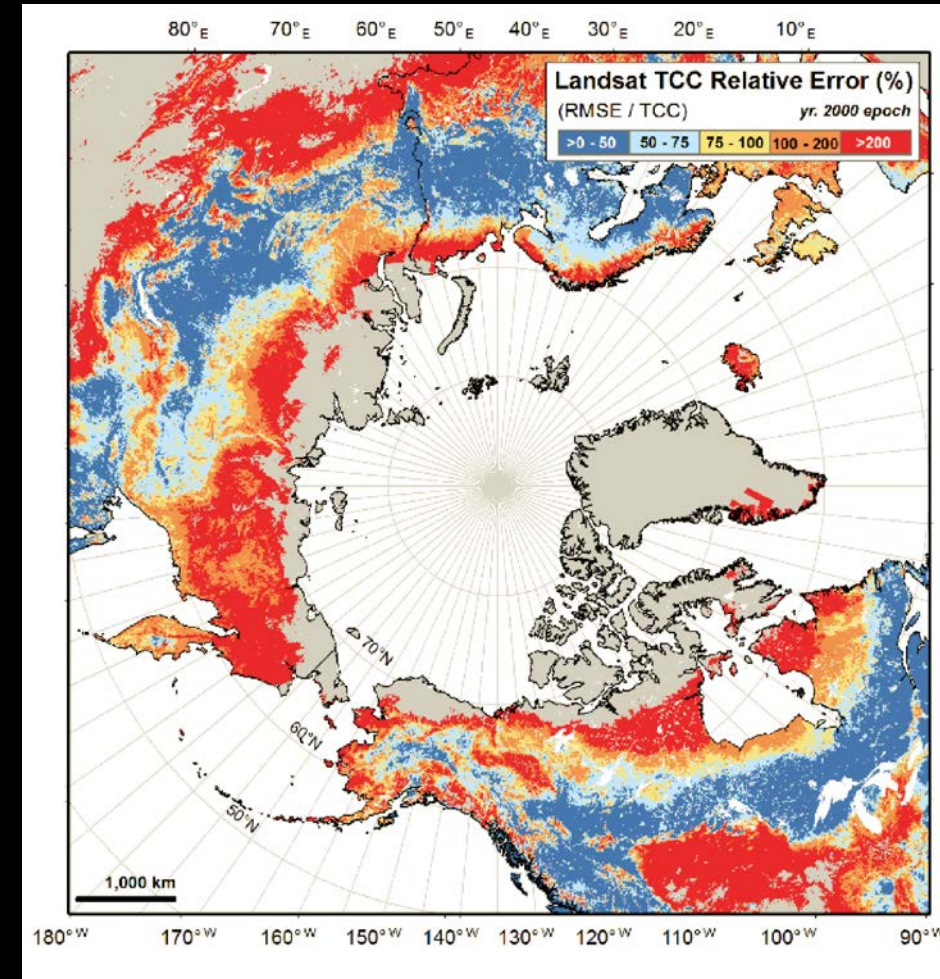 80°E 70°E 60°E 50°E 40°E 30°E 20°E 10°E
Landsat TCC Relative Error (%)
(RMSE / TCC) yr. 2000 epoch
>0 - 50 50 - 75 75 - 100 100 - 200 >200
70°N
60°N
50°N
1,000 km
180°W 170°W 160°W 150°W 140°W 130°W 120°W 110°W 100°W 90°W